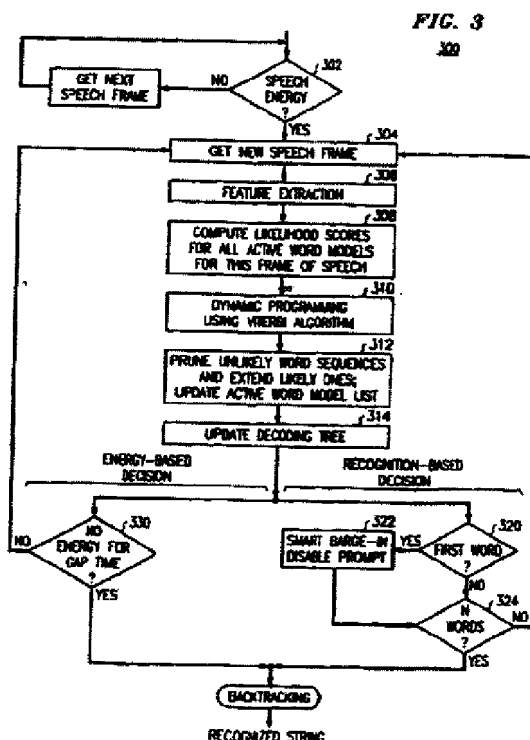 FIG. 3
300
302
SPEECH
ENERGY
?
NO
YES
GET NEXT
SPEECH FRAME
304
GET NEW SPEECH FRAME
306
FEATURE EXTRACTION
308
COMPUTE LIKELIHOOD SCORES
FOR ALL ACTIVE WORD MODELS
FOR THIS FRAME OF SPEECH
310
DYNAMIC PROGRAMMING
USING VITERBI ALGORITHM
312
PRUNE UNLIKELY WORD SEQUENCES
AND EXTEND LIKELY ONES;
UPDATE ACTIVE WORD MODEL LIST
314
UPDATE DECODING TREE
ENERGY-BASED
DECISION
RECOGNITION-BASED
DECISION
330
NO
ENERGY FOR
GAP TIME
?
NO
YES
322
SMART BARGE-IN
DISABLE PROMPT
320
YES
FIRST WORD
?
NO
324
N
WORDS
?
NO
YES
BACKTRACKING
RECOGNIZED STRING